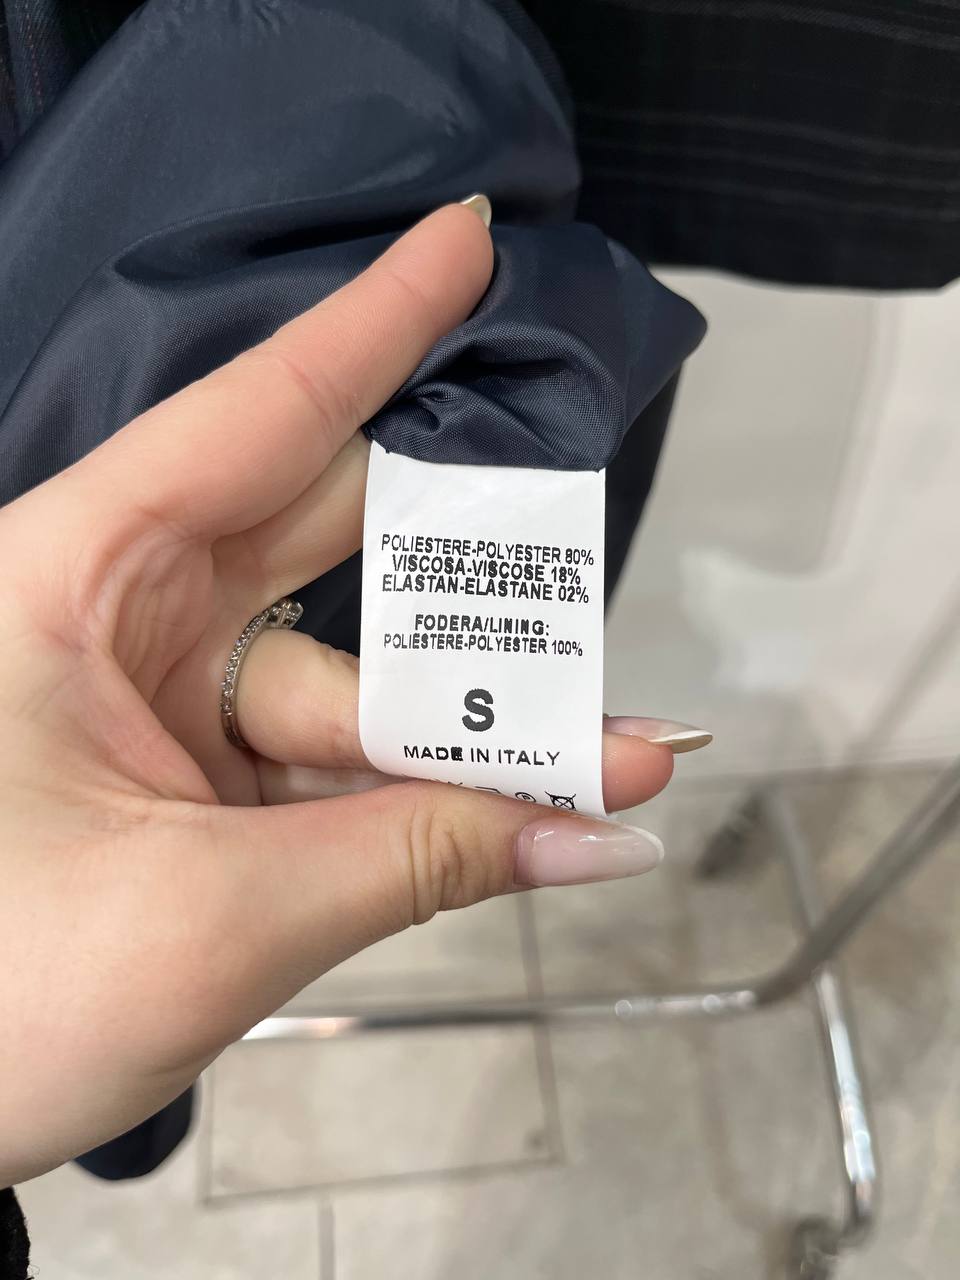 POLIESTERE-POLYESTER 80%
VISCOSA-VISCOSE 18%
ELASTAN-ELASTANE 02%
FODERA/LINING:
POLIESTERE-POLYESTER 100%
S
MADE IN ITALY